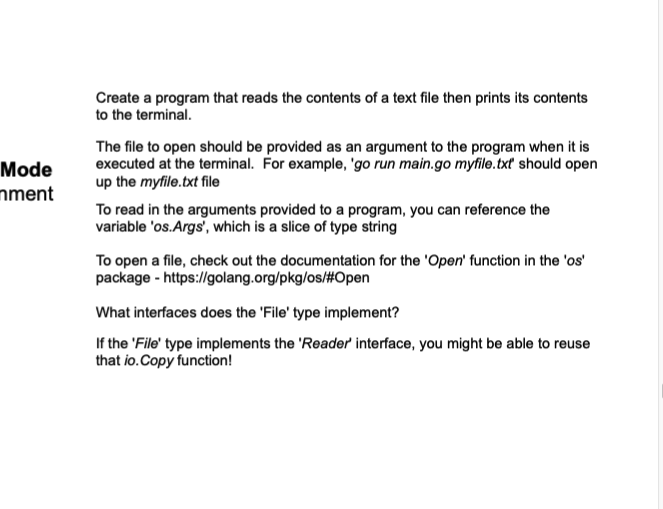 Create a program that reads the contents of a text file then prints its contents
to the terminal.
The file to open should be provided as an argument to the program when it is
executed at the terminal.  For example, 'go run main.go myfile.txt' should open
up the myfile.txt file
Mode
nment
To read in the arguments provided to a program, you can reference the
variable 'os.Args', which is a slice of type string
To open a file, check out the documentation for the 'Open' function in the 'os'
package - https://golang.org/pkg/os/#Open
What interfaces does the 'File' type implement?
If the 'File' type implements the 'Reader' interface, you might be able to reuse
that io.Copy function!